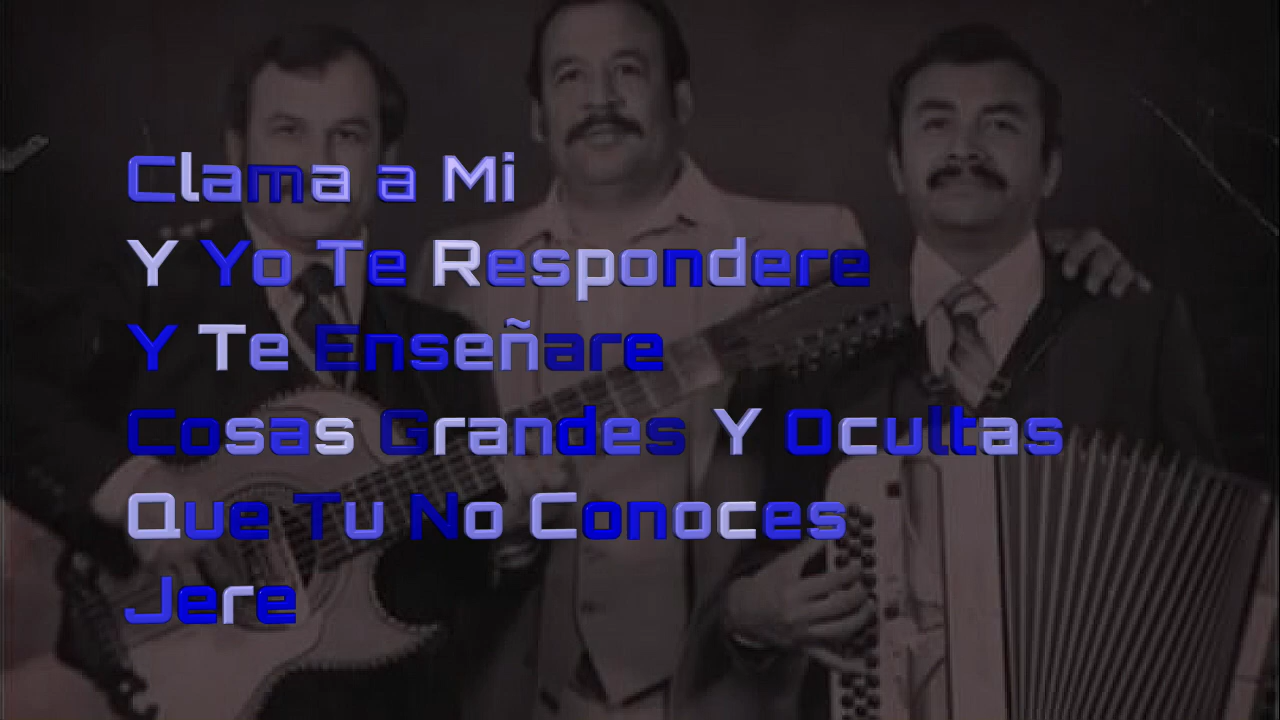 Clama a Mi
Y Yo Te Respondere
Y Te Enseñare
Cosas Grandes Y Ocultas
Que Tu No Conoces
Jere